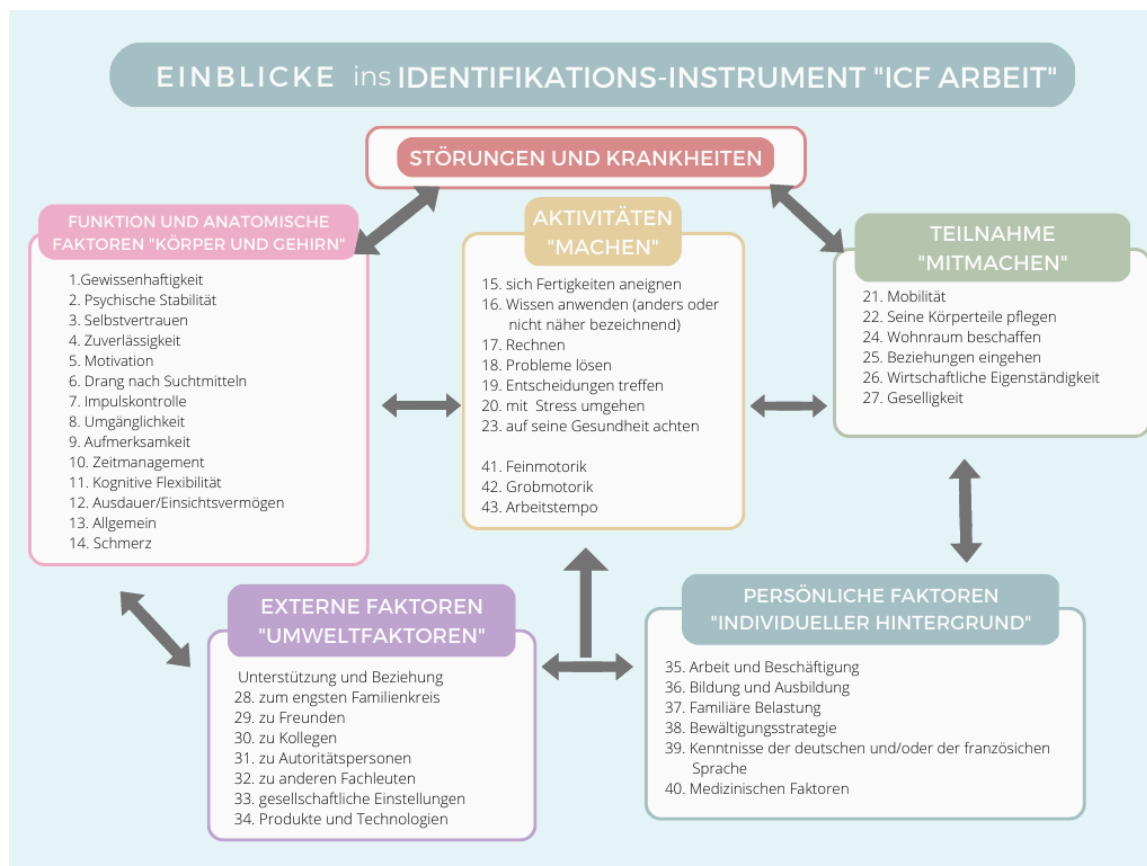 EINBLICKE ins IDENTIFIKATIONS-INSTRUMENT "ICF ARBEIT"
STÖRUNGEN UND KRANKHEITEN
FUNKTION UND ANATOMISCHE
FAKTOREN "KÖRPER UND GEHIRN"
1.Gewissenhaftigkeit
2. Psychische Stabilität
3. Selbstvertrauen
4. Zuverlässigkeit
5. Motivation
6. Drang nach Suchtmitteln
7. Impulskontrolle
8. Umgänglichkeit
9. Aufmerksamkeit
10. Zeitmanagement
11. Kognitive Flexibilität
12. Ausdauer/Einsichtsvermögen
13. Allgemein
14. Schmerz
AKTIVITÄTEN
"MACHEN"
15. sich Fertigkeiten aneignen
16. Wissen anwenden (anders oder
nicht näher bezeichnend)
17. Rechnen
18. Probleme lösen
19. Entscheidungen treffen
20. mit Stress umgehen
23. auf seine Gesundheit achten
41. Feinmotorik
42. Grobmotorik
43. Arbeitstempo
TEILNAHME
"MITMACHEN"
21. Mobilität
22. Seine Körperteile pflegen
24. Wohnraum beschaffen
25. Beziehungen eingehen
26. Wirtschaftliche Eigenständigkeit
27. Geselligkeit
EXTERNE FAKTOREN
"UMWELTFAKTOREN"
Unterstützung und Beziehung
28. zum engsten Familienkreis
29. zu Freunden
30. zu Kollegen
31. zu Autoritätspersonen
32. zu anderen Fachleuten
33. gesellschaftliche Einstellungen
34. Produkte und Technologien
PERSÖNLICHE FAKTOREN
"INDIVIDUELLER HINTERGRUND"
35. Arbeit und Beschäftigung
36. Bildung und Ausbildung
37. Familiäre Belastung
38. Bewältigungsstrategie
39. Kenntnisse der deutschen und/oder der französichen
Sprache
40. Medizinischen Faktoren